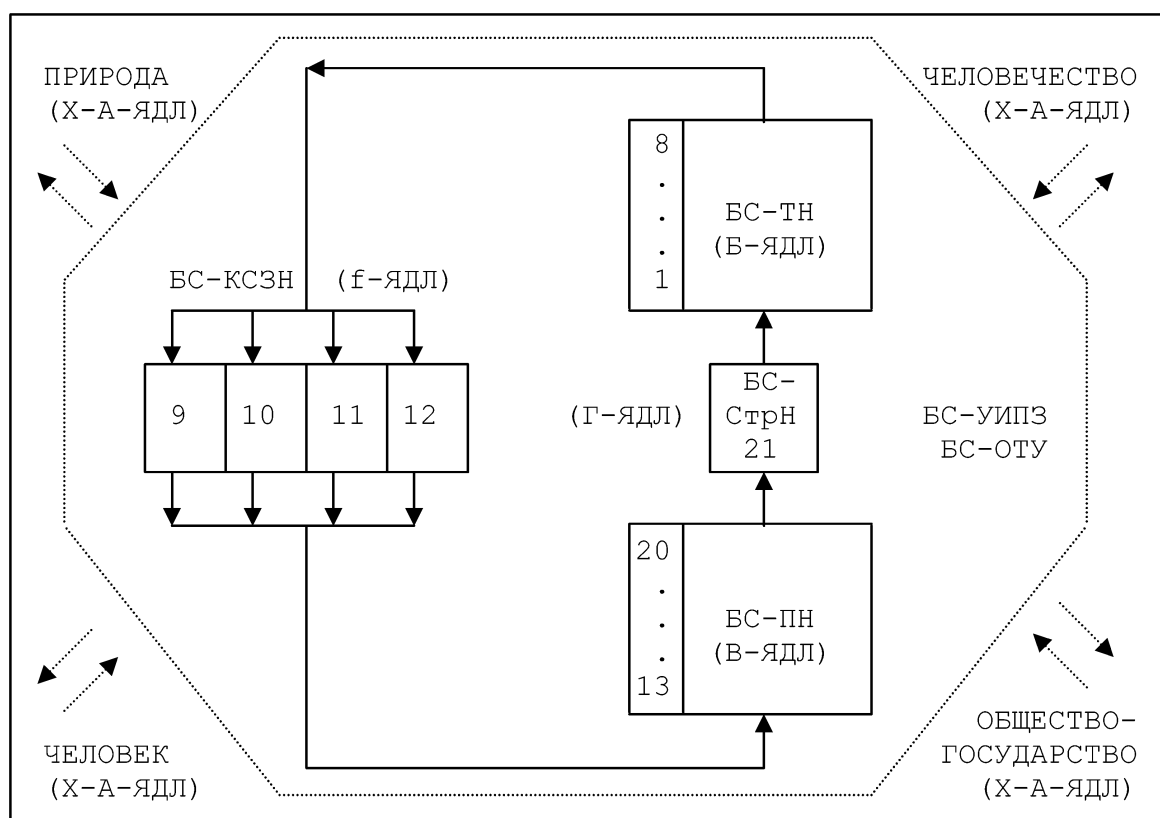 ПРИРОДА
(Х-А-ЯДЛ)
ЧЕЛОВЕЧЕСТВО
(Х-А-ЯДЛ)
8
.
.
.
1
БС-ТН
(Б-ЯДЛ)
БС-КСЗН (f-ЯДЛ)
9 10 11 12
(Г-ЯДЛ)
БС-
СтрН
21
БС-УИПЗ
БС-ОТУ
20
.
.
.
13
БС-ПН
(В-ЯДЛ)
ЧЕЛОВЕК
(Х-А-ЯДЛ)
ОБЩЕСТВО-
ГОСУДАРСТВО
(Х-А-ЯДЛ)